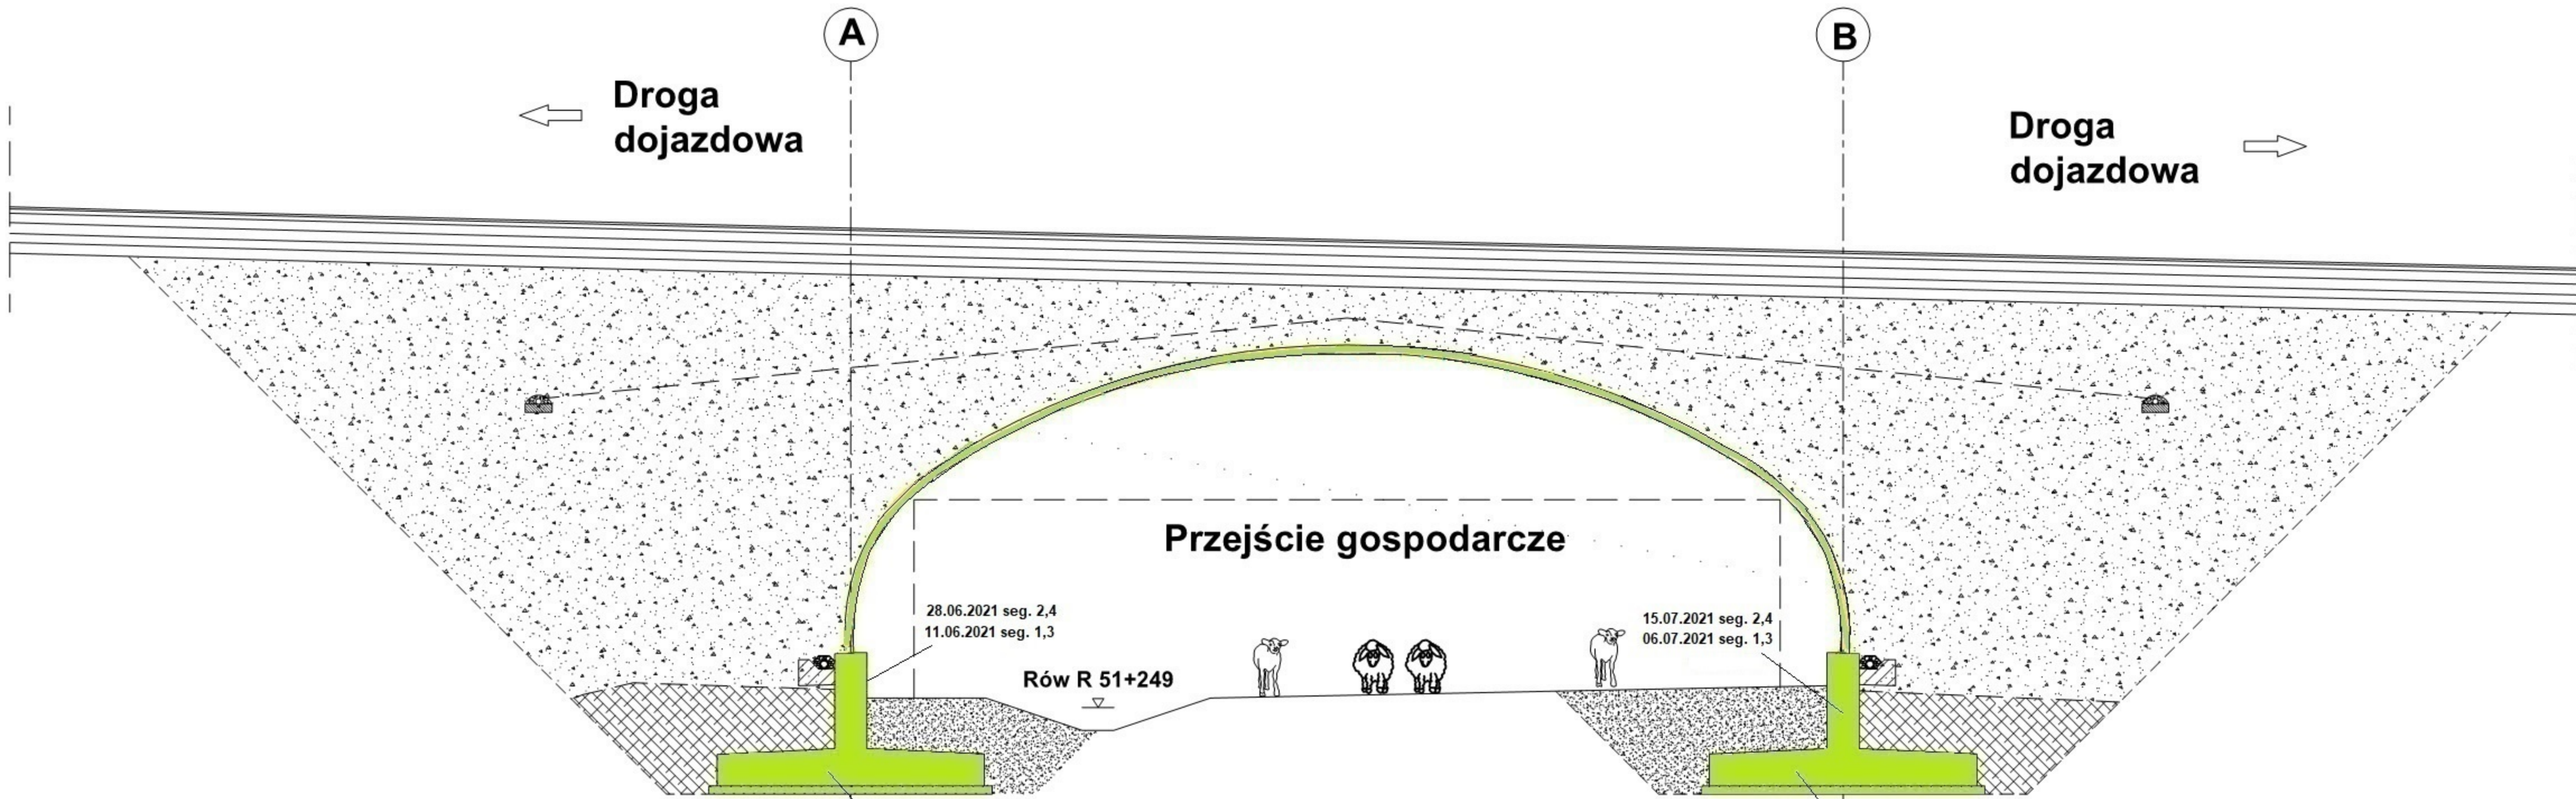 A
B
Droga
dojazdowa
Droga
dojazdowa
Przejście gospodarcze
28.06.2021 seg. 2,4
11.06.2021 seg. 1,3
15.07.2021 seg. 2,4
06.07.2021 seg. 1,3
Rów R 51+249